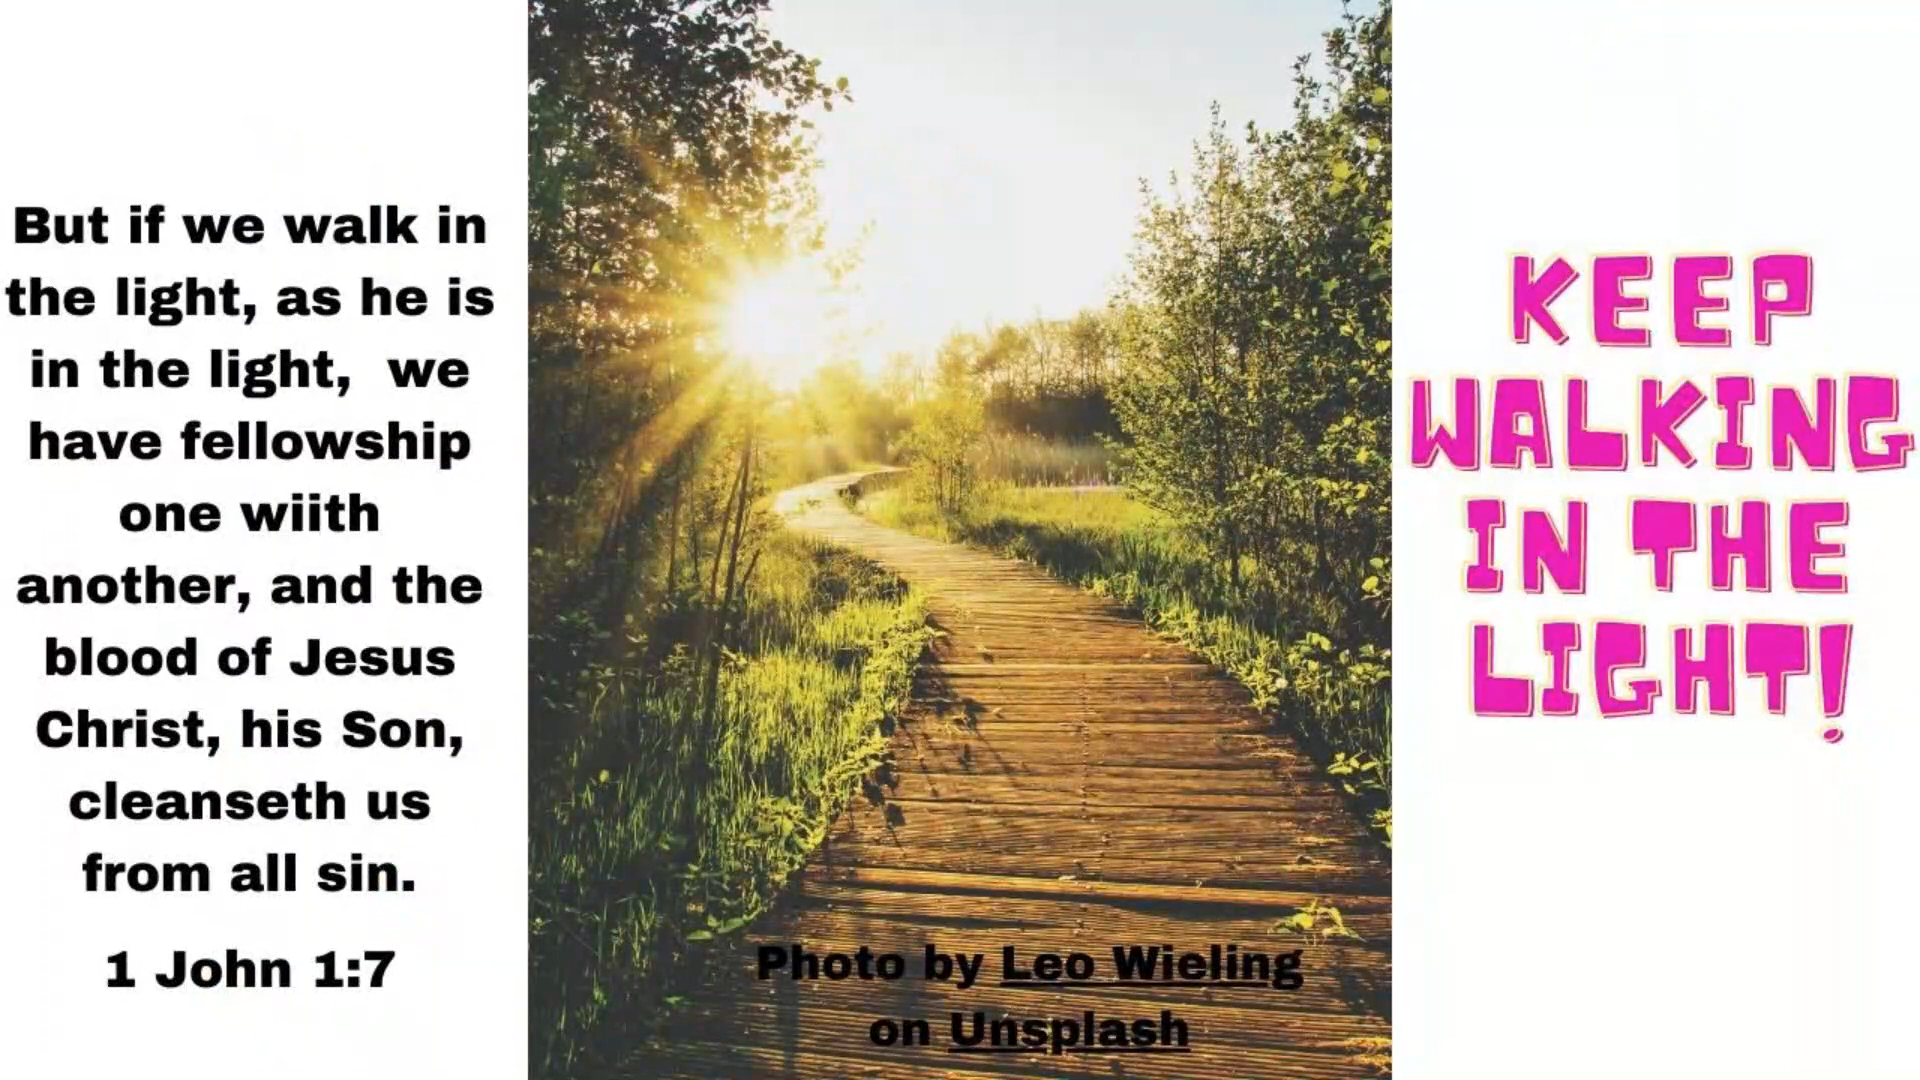 But if we walk in
the light, as he is
in the light,  we
have fellowship
one wiith
another, and the
blood of Jesus
Christ, his Son,
cleanseth us
from all sin.
1 John 1:7
Photo by Leo Wieling
on Unsplash
KEEP
WALKING
IN THE
LIGHT!